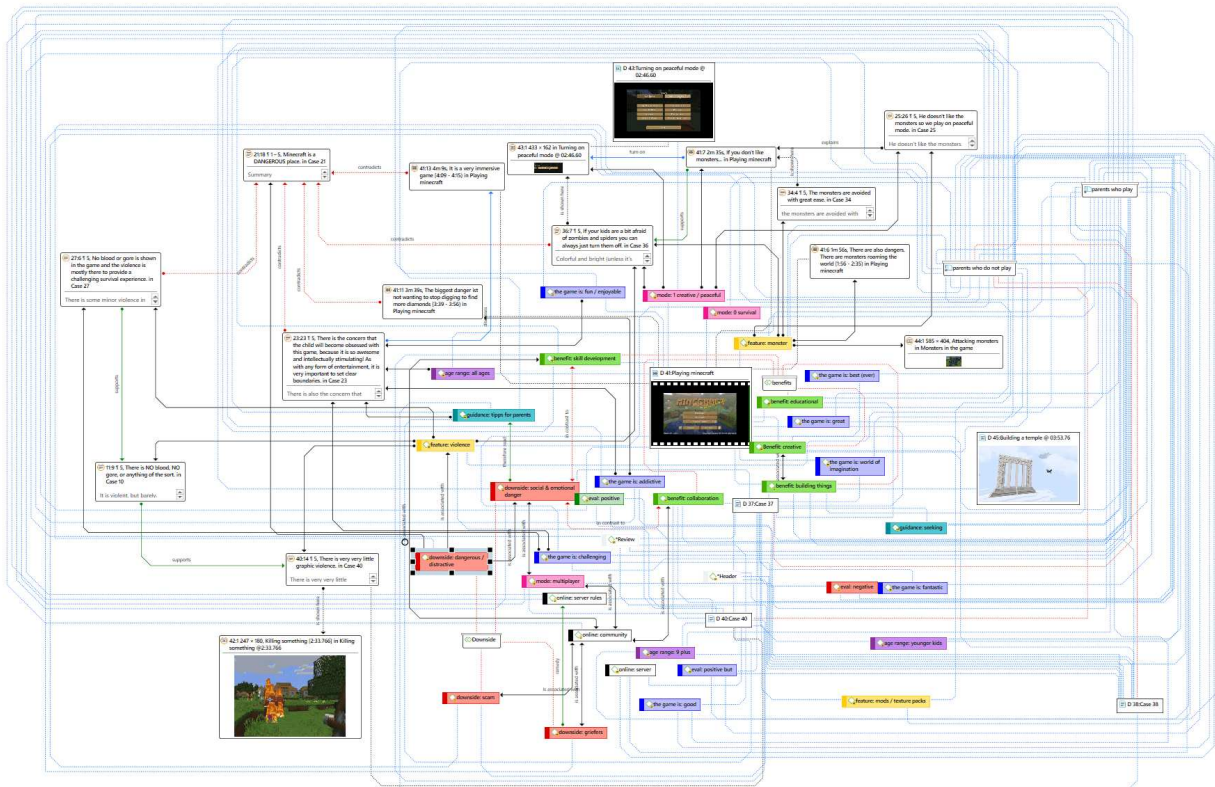 D 43:Turning on peaceful mode @
02:46.60
25:26 ¶ 5, He doesn't like the
monsters so we play on peaceful
mode. in Case 25
He doesn't like the monsters
21:18 ¶ 1 – 5, Minecraft is a
DANGEROUS place. in Case 21
Summary
contradicts
41:13 4m 9s, It is a very immersive
game [4:09 - 4:15] in Playing
minecraft
43:1 433 × 162 in Turning on
peaceful mode @ 02:46.60
turn on
41:7 2m 35s, If you don't like
monsters... in Playing minecraft
explains
34:4 ¶ 5, The monsters are avoided
with great ease. in Case 34
the monsters are avoided with
parents who play
is shown here
supports
contradicts
36:7 ¶ 5, If your kids are a bit afraid
of zombies and spiders you can
always just turn them off. in Case 36
Colorful and bright (unless it's
41:6 1m 56s, There are also dangers.
There are monsters roaming the
world [1:56 - 2:35] in Playing
minecraft
parents who do not play
27:6 ¶ 5, No blood or gore is shown
in the game and the violence is
mostly there to provide a
challenging survival experience. in
Case 27
There is some minor violence in
contradicts
contradicts
41:11 3m 39s, The biggest danger ist
not wanting to stop digging to find
more diamonds [3:39 - 3:56] in
Playing minecraft
the game is: fun / enjoyable
mode: 1 creative / peaceful
mode: 0 survival
23:23 ¶ 5, There is the concern that
the child will become obsessed with
this game, because it is so awesome
and intellectually stimulating! As
with any form of entertainment, it is
very important to set clear
boundaries. in Case 23
There is also the concern that
feature: monster
44:1 585 × 404, Attacking monsters
in Monsters in the game
benefit: skill development
age range: all ages
D 41:Playing minecraft
benefits
the game is: best (ever)
supports
benefit: educational
guidance: tipps for parents
the game is: great
feature: violence
Benefit creative
D 45:Building a temple @ 03:53.76
11:9 ¶ 5, There is NO blood, NO
gore, or anything of the sort. in
Case 10
It is violent, but barely.
the game is: world of
imagination
the game is: addictive
downside: social & emotional
danger
eval: positive
benefit: collaboration
benefit: building things
D 37:Case 37
in contrast to
is associated with
guidance: seeking
*Review
supports
40:14 ¶ 5, There is very very little
graphic violence. in Case 40
There is very very little
downside: dangerous /
distractive
the game is: challenging
*Header
mode: multiplayer
eval: negative
the game is: fantastic
online: server rules
is shown here
D 40:Case 40
42:1 247 × 180, Killing something [2:33.766] in Killing
something @2:33.766
Downside
online: community
age range: 9 plus
age range: younger kids
online: server
eval: positive but
is associated with
downside: scam
the game is: good
feature: mods / texture packs
D 38:Case 38
downside: griefers